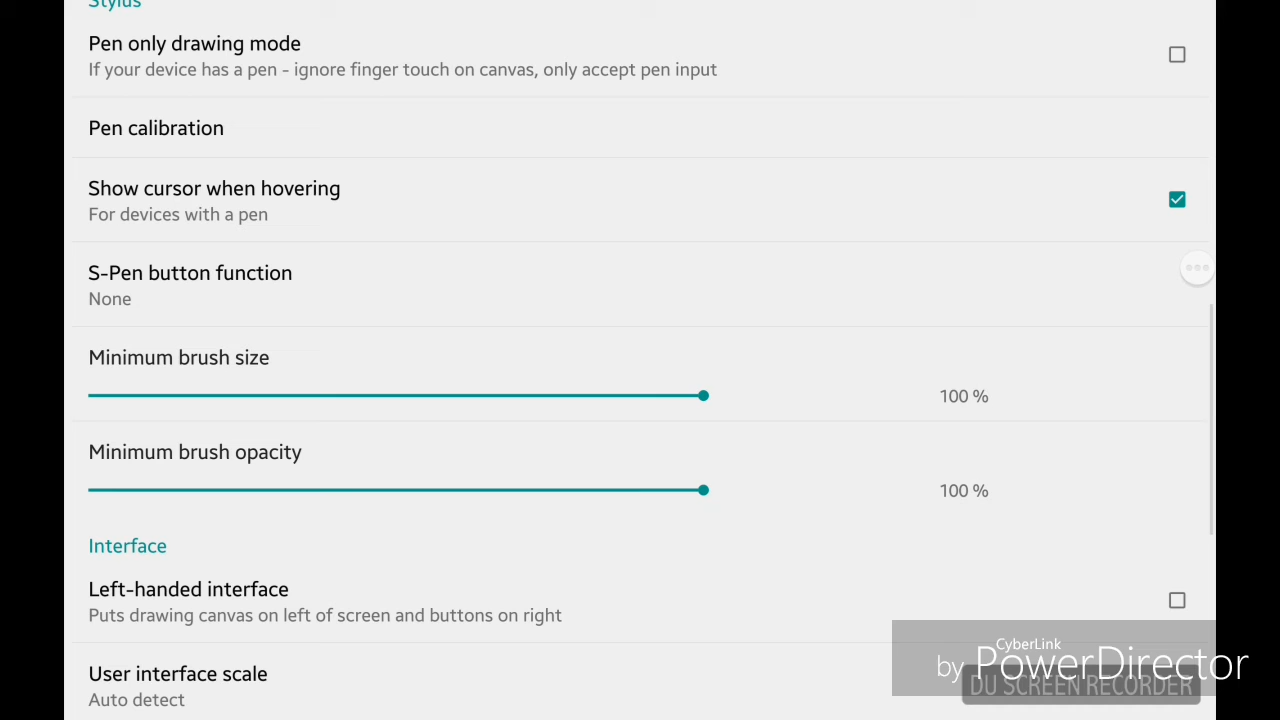 Stylus
Pen only drawing mode
If your device has a pen - ignore finger touch on canvas, only accept pen input
Pen calibration
Show cursor when hovering
For devices with a pen
S-Pen button function
None
Minimum brush size
100 %
Minimum brush opacity
100 %
Interface
Left-handed interface
Puts drawing canvas on left of screen and buttons on right
User interface scale
Auto detect
CyberLink
by PowerDirector
DU SCREEN RECORDER